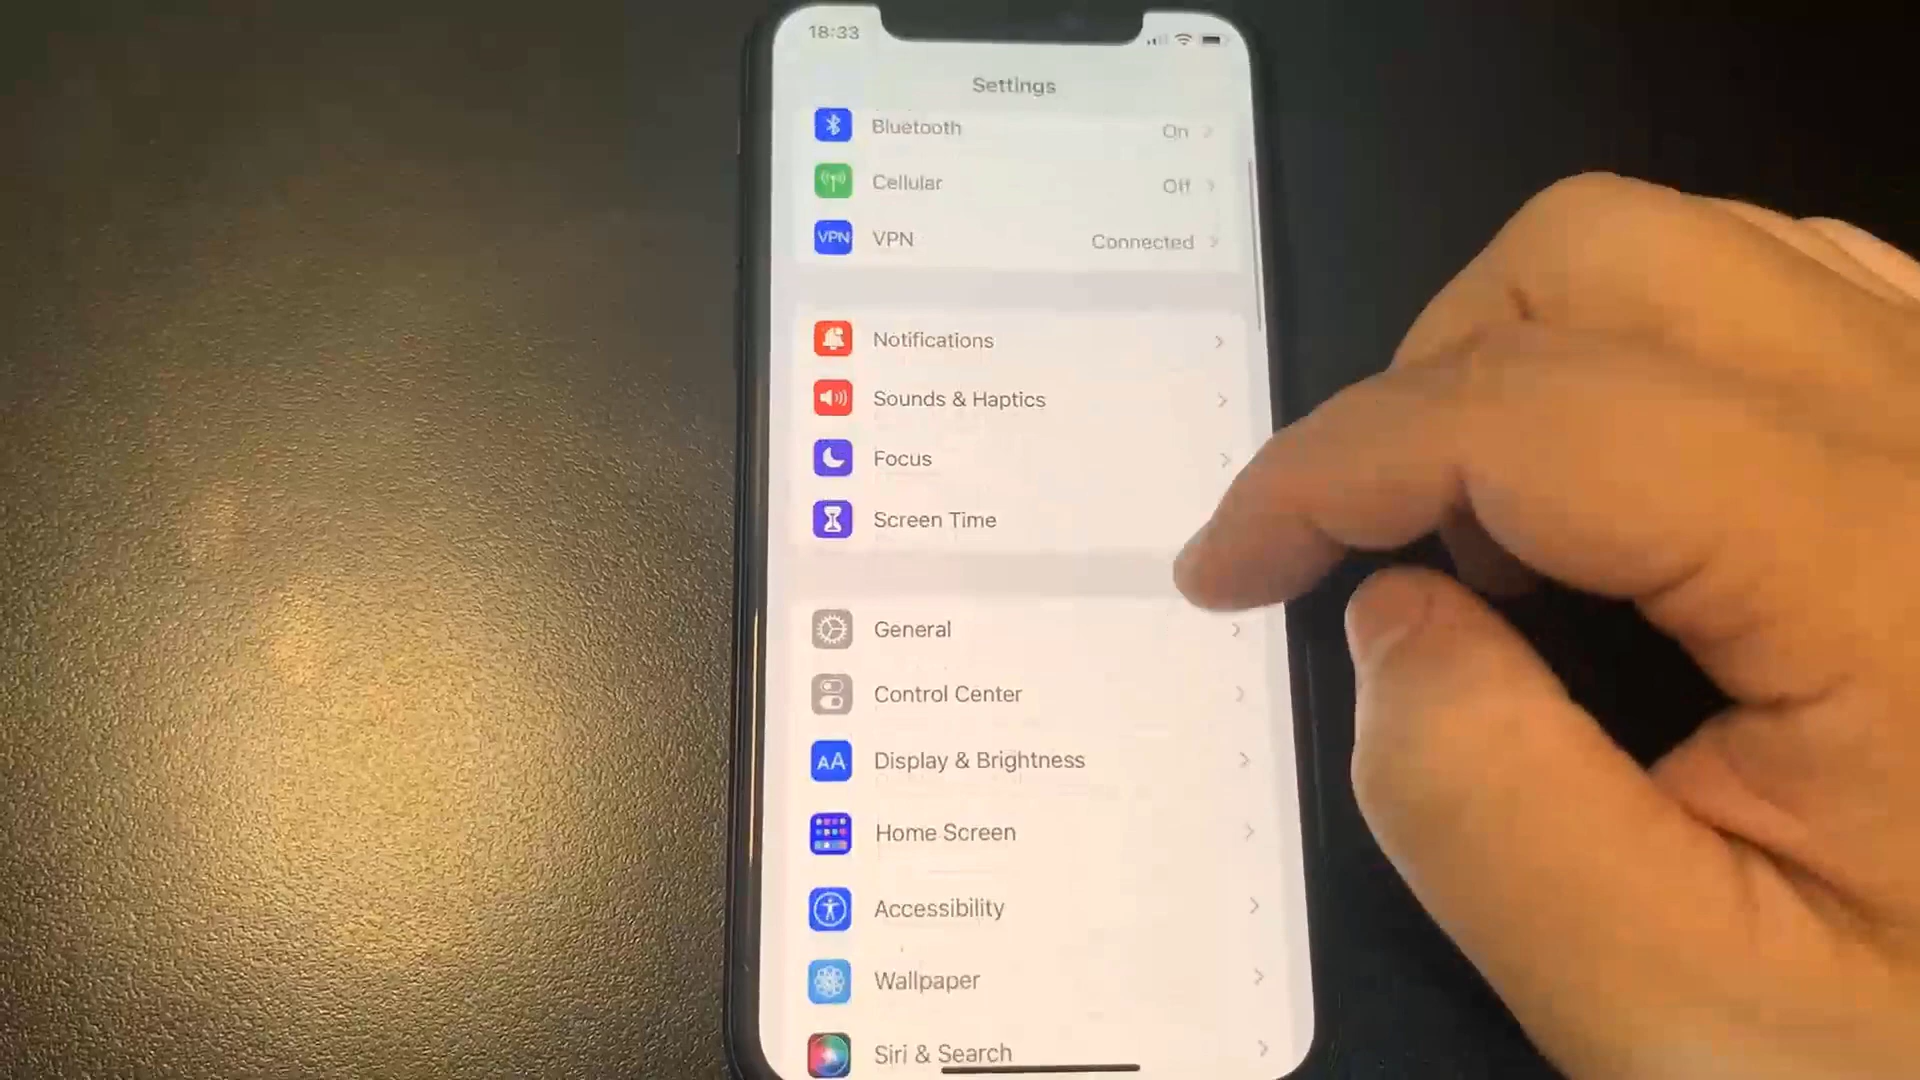 18:33
Settings
Bluetooth On
Cellular Off
VPN VPN Connected
Notifications
Sounds & Haptics
Focus
Screen Time
General
Control Center
AA Display & Brightness
Home Screen
Accessibility
Wallpaper
Siri & Search